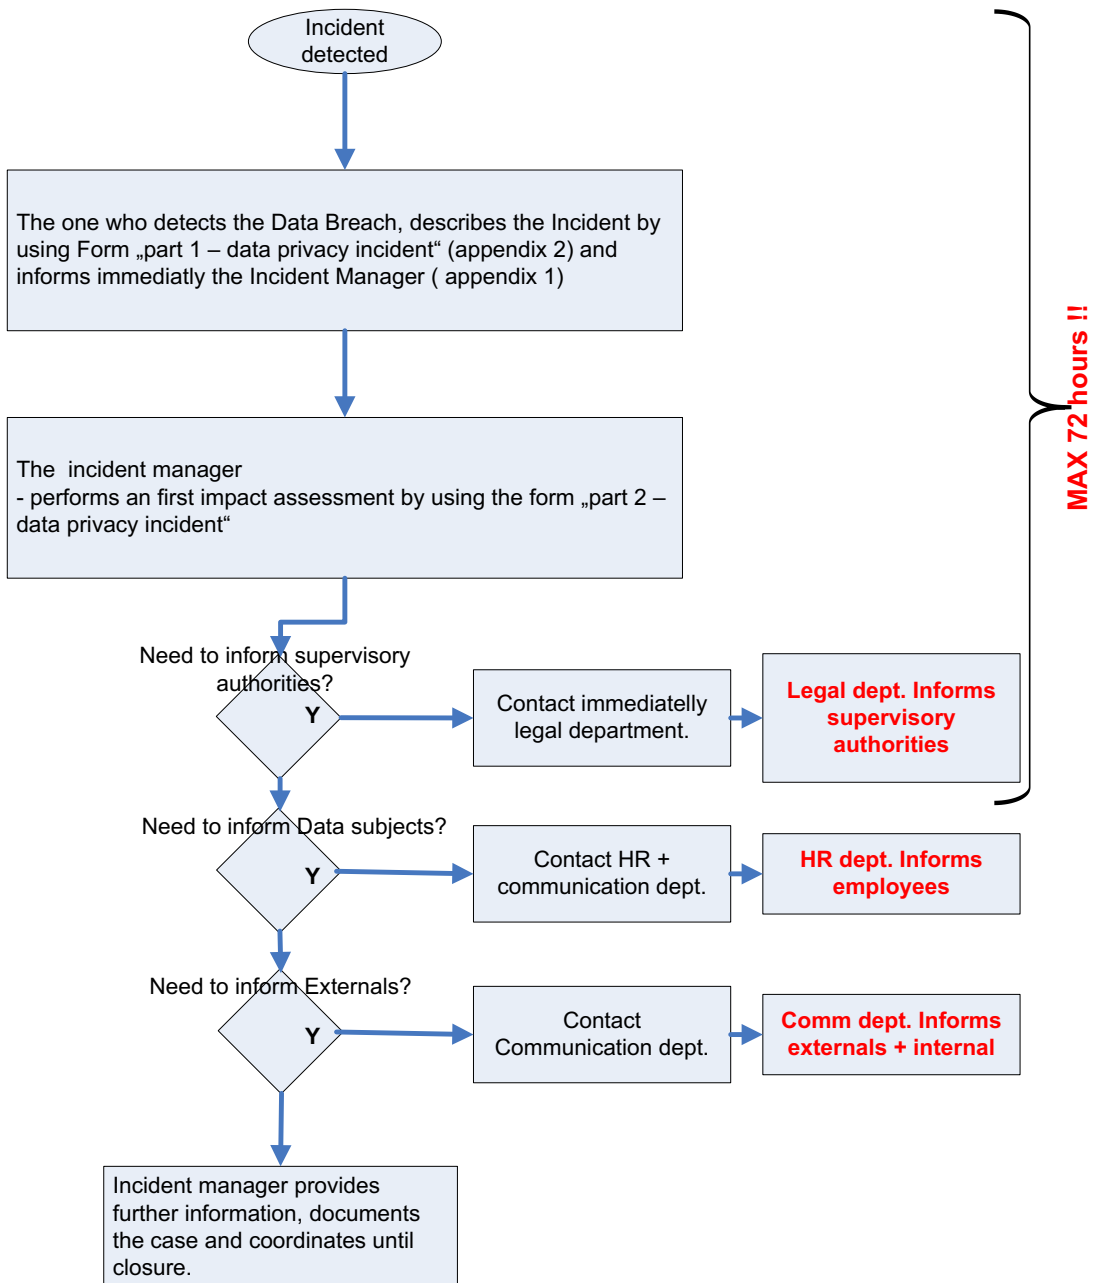 Incident
detected
The one who detects the Data Breach, describes the Incident by
using Form „part 1 – data privacy incident“ (appendix 2) and
informs immediatly the Incident Manager ( appendix 1)
MAX 72 hours !!
The  incident manager
- performs an first impact assessment by using the form „part 2 –
data privacy incident“
Need to inform supervisory
authorities?
Y
Contact immediatelly
legal department.
Legal dept. Informs
supervisory
authorities
Need to inform Data subjects?
Y
Contact HR +
communication dept.
HR dept. Informs
employees
Need to inform Externals?
Y
Contact
Communication dept.
Comm dept. Informs
externals + internal
Incident manager provides
further information, documents
the case and coordinates until
closure.